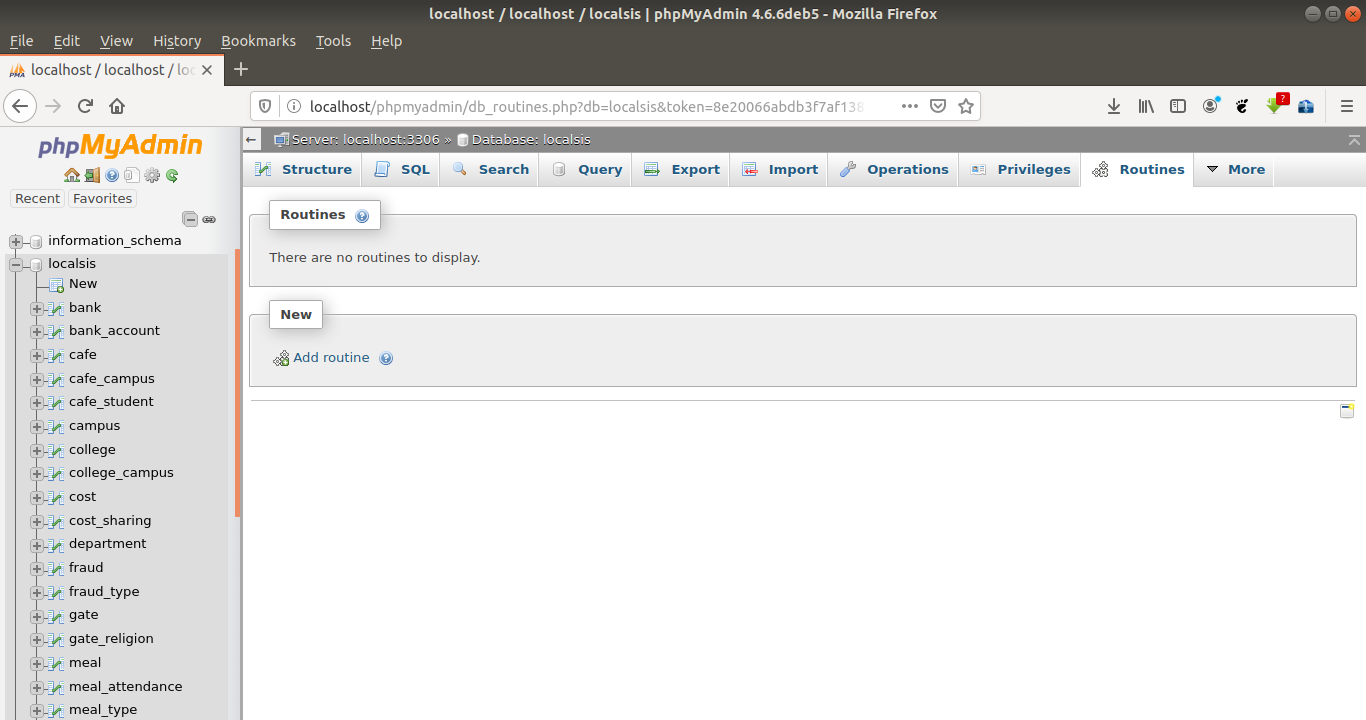 localhost / localhost / localsis | phpMyAdmin 4.6.6deb5 - Mozilla Firefox
File Edit View History Bookmarks Tools Help
PMA localhost / localhost / loc
localhost/phpmyadmin/db_routines.php?db=localsis&token=8e20066abdb3f7af138
?
phpMyAdmin
Recent Favorites
information_schema
localsis
New
bank
bank_account
cafe
cafe_campus
cafe_student
campus
college
college_campus
cost
cost_sharing
department
fraud
fraud_type
gate
gate_religion
meal
meal_attendance
meal_type
Server: localhost:3306 » Database: localsis
Structure SQL Search Query Export Import Operations Privileges Routines More
Routines
There are no routines to display.
New
Add routine